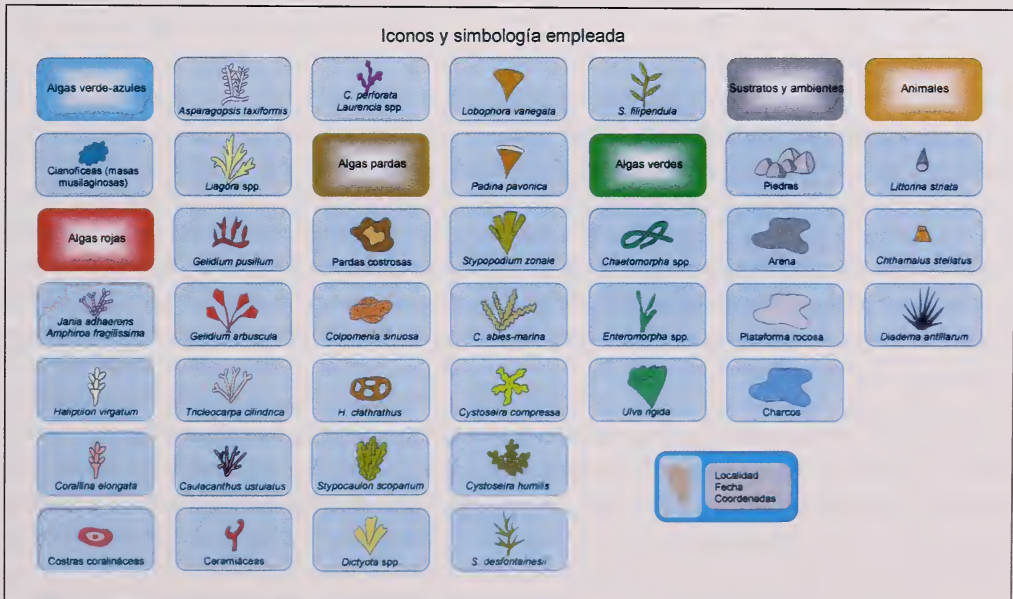 Iconos y simbología empleada
Algas verde-azules
Cianofíceas (masas
musilaginosas)
Algas rojas
Jania adhaerens
Amphiroa fragilissima
Haliptilon virgatum
Corallina elongata
Costras coralináceas
Asparagopsis taxiformis
Liagora spp.
Gelidium pusillum
Gelidium arbuscula
Tricleocarpa cilindrica
Caulacanthus ustulatus
Ceramiáceas
C. perforata
Laurencia spp.
Algas pardas
Pardas costrosas
Colpomenia sinuosa
H. clathrathus
Stypocaulon scoparium
Dictyota spp.
Lobophora variegata
Padina pavonica
Stypopodium zonale
C. abies-marina
Cystoseira compressa
Cystoseira humilis
S. desfontainesii
S. filipendula
Algas verdes
Chaetomorpha spp.
Enteromorpha spp.
Ulva rigida
Sustratos y ambientes
Piedras
Arena
Plataforma rocosa
Charcos
Animales
Littorina striata
Chthamalus stellatus
Diadema antillarum
Localidad
Fecha
Coordenadas